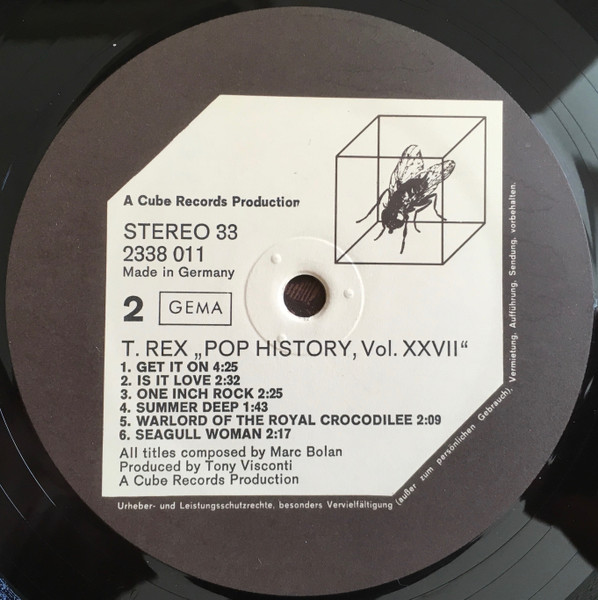 A Cube Records Production
STEREO 33
2338 011
Made in Germany
2 GEMA
T. REX „POP HISTORY, Vol. XXVII“
1. GET IT ON 4:25
2. IS IT LOVE 2:32
3. ONE INCH ROCK 2:25
4. SUMMER DEEP 1:43
5. WARLORD OF THE ROYAL CROCODILEE 2:09
6. SEAGULL WOMAN 2:17
All titles composed by Marc Bolan
Produced by Tony Visconti
A Cube Records Production
Urheber- und Leistungsschutzrechte, besonders Vervielfältigung (außer zum persönlichen Gebrauch), Vermietung, Aufführung, Sendung, vorbehalten.